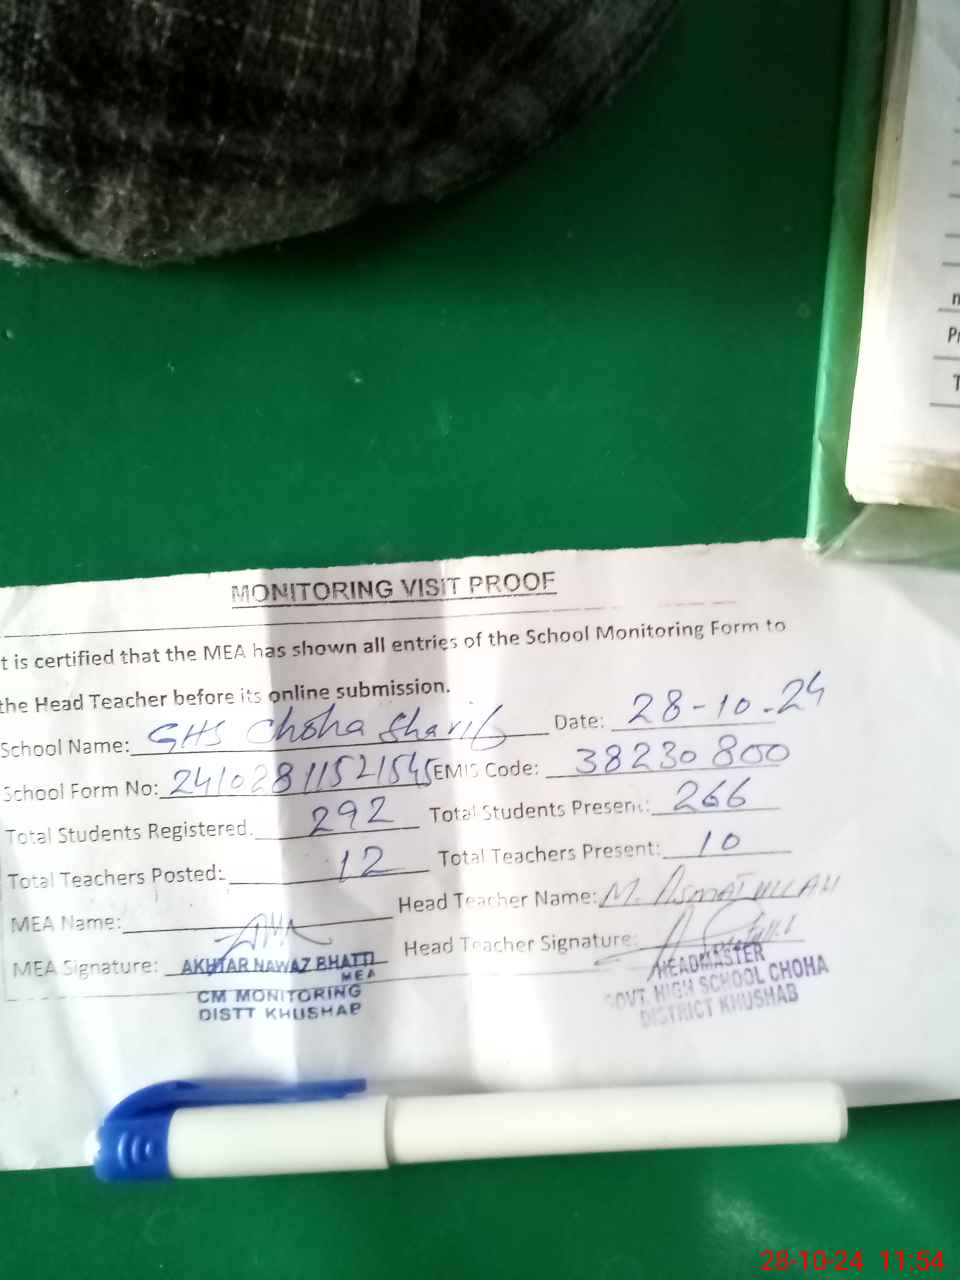 n
Pr
T
MONITORING VISIT PROOF
t is certified that the MEA has shown all entries of the School Monitoring Form to
the Head Teacher before its online submission.
School Name: GHS Choha Sharif Date: 28-10-24
School Form No: 24102811521545 EMIS Code: 38230800
Total Students Registered. 292 Total Students Present: 266
Total Teachers Posted: 12 Total Teachers Present: 10
MEA Name: Head Teacher Name: M. Asmatullah
MEA Signature: Head Teacher Signature:
AKHTAR NAWAZ BHATTI
MEA
CM MONITORING
DISTT KHUSHAB
HEADMASTER
GOVT. HIGH SCHOOL CHOHA
DISTRICT KHUSHAB
28-10-24 11:54